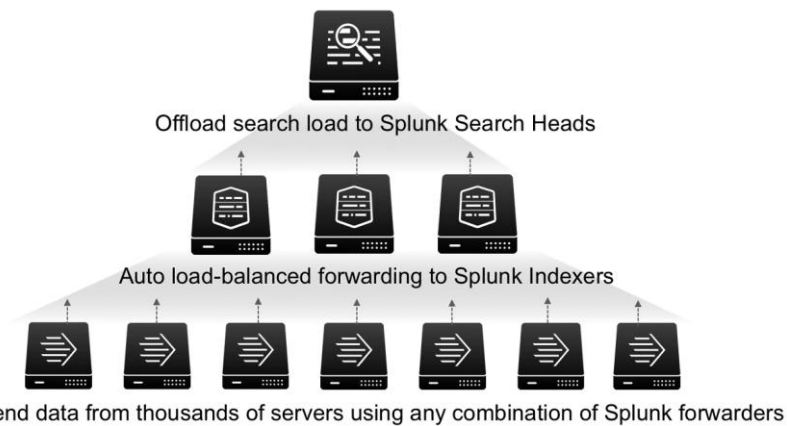 Offload search load to Splunk Search Heads
Auto load-balanced forwarding to Splunk Indexers
end data from thousands of servers using any combination of Splunk forwarders